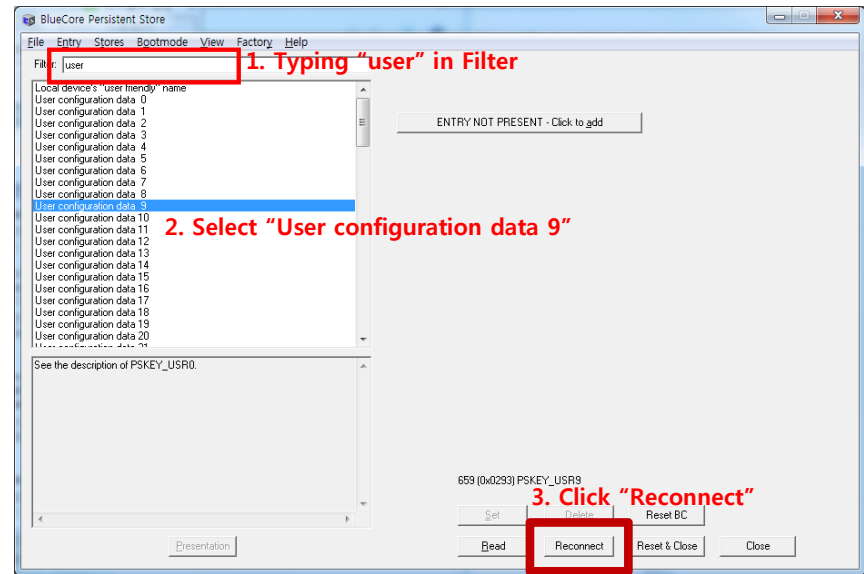 BlueCore Persistent Store
File Entry Stores Bootmode View Factory Help
Filter: user
1. Typing “user” in Filter
Local device's "user friendly" name
User configuration data 0
User configuration data 1
User configuration data 2
User configuration data 3
User configuration data 4
User configuration data 5
User configuration data 6
User configuration data 7
User configuration data 8
User configuration data 9
User configuration data 10
User configuration data 11
User configuration data 12
User configuration data 13
User configuration data 14
User configuration data 15
User configuration data 16
User configuration data 17
User configuration data 18
User configuration data 19
User configuration data 20
User configuration data 21
2. Select “User configuration data 9”
ENTRY NOT PRESENT - Click to add
See the description of PSKEY_USR0.
659 (0x0293) PSKEY_USR9
3. Click “Reconnect”
Set Delete Reset BC
Presentation
Read Reconnect Reset & Close Close